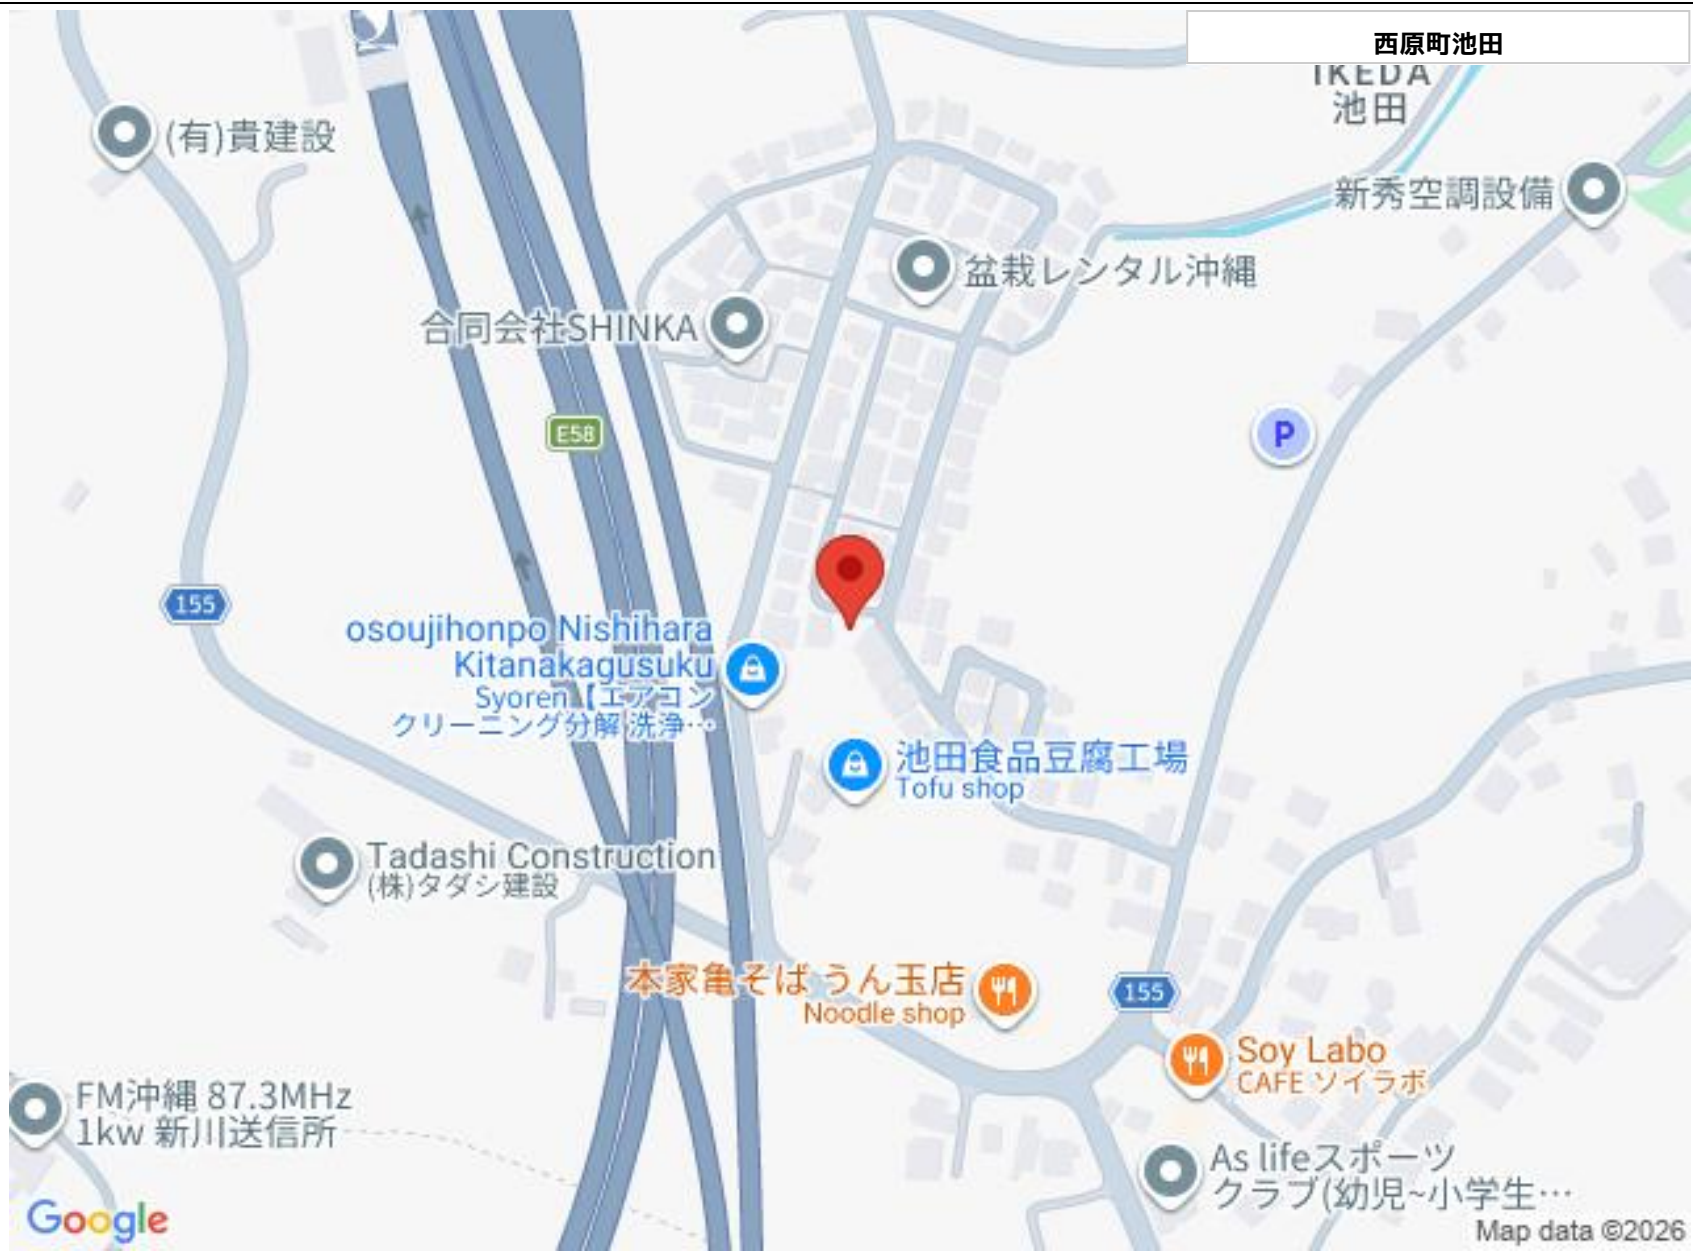 西原町池田
IKEDA
池田
(有)貴建設
新秀空調設備
盆栽レンタル沖縄
合同会社SHINKA
E58
P
155
osoujihonpo Nishihara
Kitanakagusuku
Syoren【エアコン
クリーニング分解 洗浄…
池田食品豆腐工場
Tofu shop
Tadashi Construction
(株)タダシ建設
本家亀そば うん玉店
Noodle shop
155
Soy Labo
CAFE ソイラボ
FM沖縄 87.3MHz
1kw 新川送信所
As lifeスポーツ
クラブ(幼児~小学生…
Google
Map data ©2026